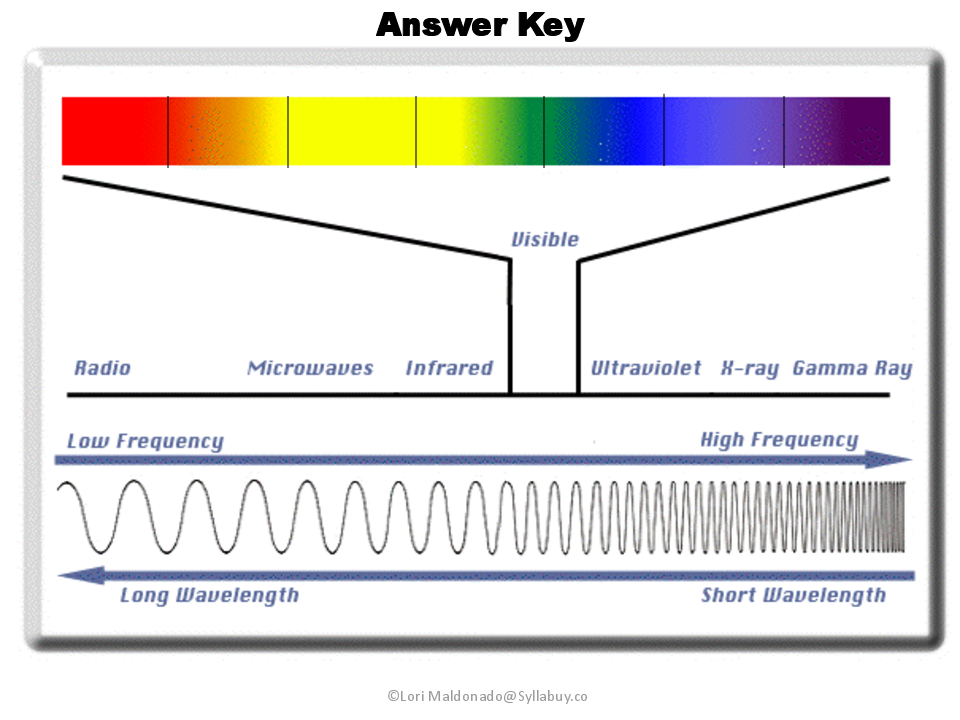 Answer Key
Visible
Radio Microwaves Infrared Ultraviolet X-ray Gamma Ray
Low Frequency High Frequency
Long Wavelength Short Wavelength
©Lori Maldonado@Syllabuy.co